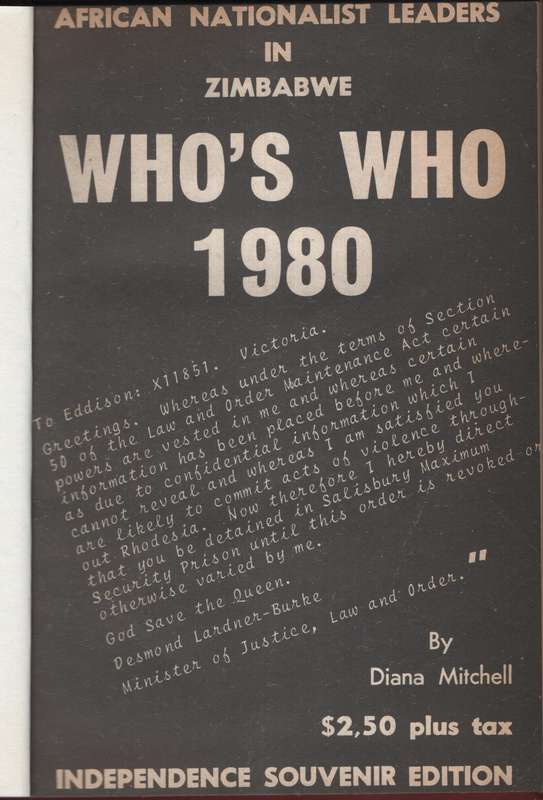 AFRICAN NATIONALIST LEADERS
IN
ZIMBABWE
WHO'S WHO
1980
To Eddison: X11851. Victoria.
Greetings. Whereas under the terms of Section
50 of the Law and Order Maintenance Act certain
powers are vested in me and whereas certain
information has been placed before me and where-
as due to confidential information which I
cannot reveal and whereas I am satisfied you
are likely to commit acts of violence through-
out Rhodesia. Now therefore I hereby direct
that you be detained in Salisbury Maximum
Security Prison until this order is revoked or
otherwise varied by me.
God Save the Queen.
Desmond Lardner-Burke
Minister of Justice, Law and Order."
By
Diana Mitchell
$2,50 plus tax
INDEPENDENCE SOUVENIR EDITION